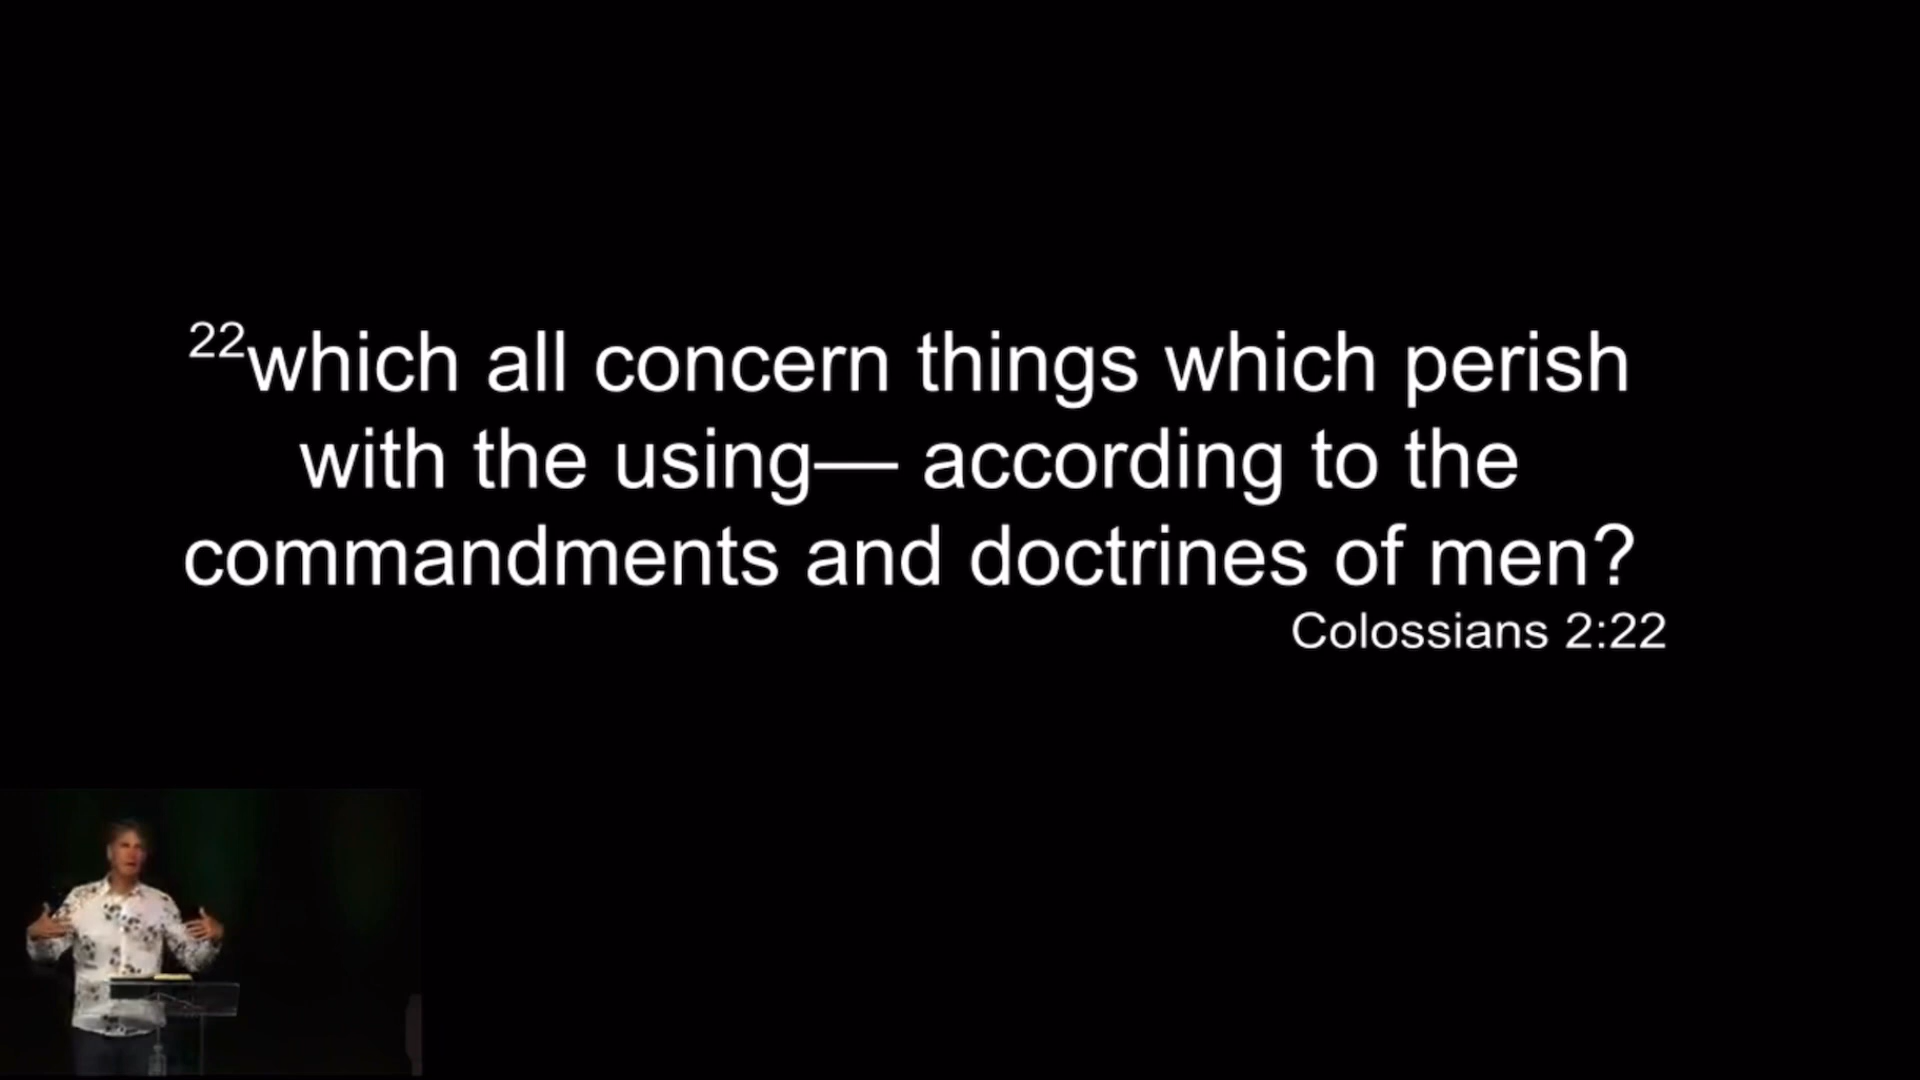 22which all concern things which perish
with the using— according to the
commandments and doctrines of men?
Colossians 2:22